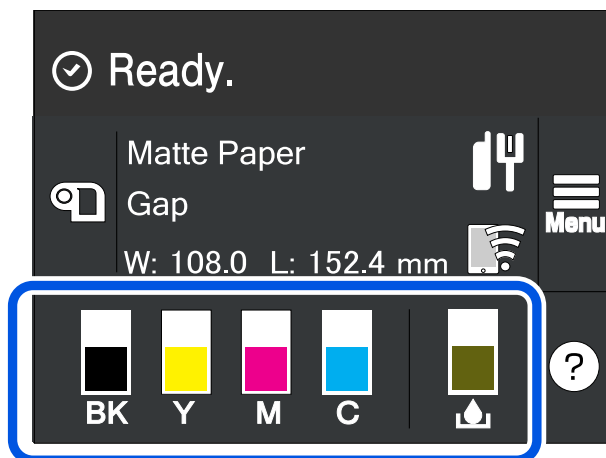 Ready.
Matte Paper
Gap
W: 108.0 L: 152.4 mm
Menu
BK Y M C
?